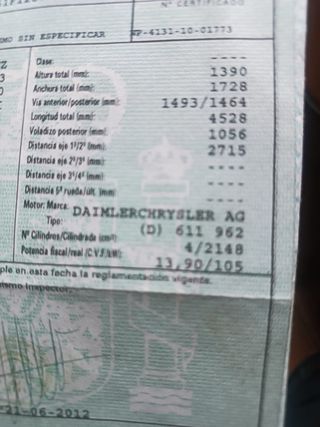 Nº CERTIFICADO
SMO SIN ESPECIFICAR
NP-4131-10-01773
Clase: ----
Altura total (mm): 1390
Anchura total (mm): 1728
Vía anterior/posterior (mm): 1493/1464
Longitud total (mm): 4528
Voladizo posterior (mm): 1056
Distancia eje 1º/2º (mm): 2715
Distancia eje 2º/3º (mm): ----
Distancia eje 3º/4º (mm): ----
Distancia 5ª rueda/últ. (mm): ----
Motor: Marca: DAIMLERCHRYSLER AG
Tipo: (D) 611 962
Nº Cilindros/Cilindrada (cm³): 4/2148
Potencia fiscal/real (C.V.F/kW): 13,90/105
ple en esta fecha la reglamentación vigente.
ismo Inspector:
21-06-2012